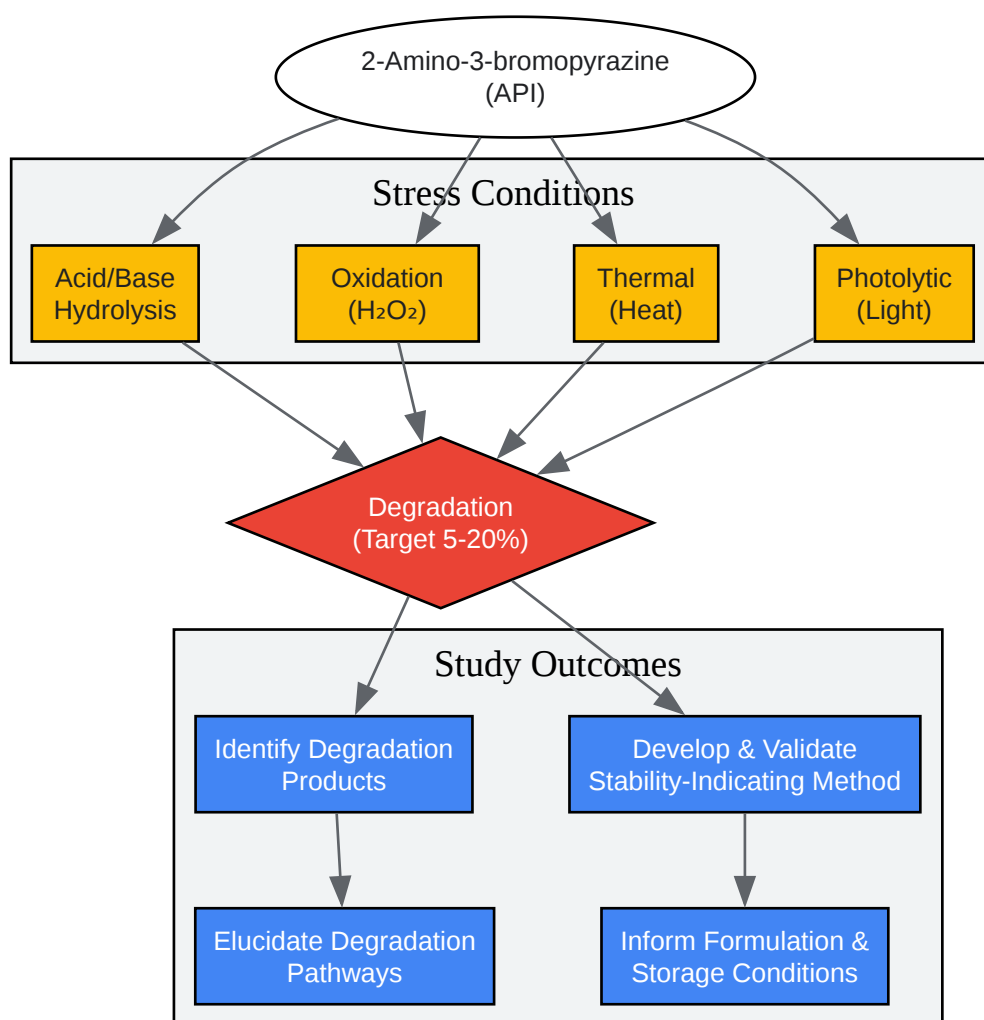 2-Amino-3-bromopyrazine
(API)
Stress Conditions
Acid/Base
Hydrolysis
Oxidation
(H₂O₂)
Thermal
(Heat)
Photolytic
(Light)
Degradation
(Target 5-20%)
Study Outcomes
Identify Degradation
Products
Develop & Validate
Stability-Indicating Method
Elucidate Degradation
Pathways
Inform Formulation &
Storage Conditions